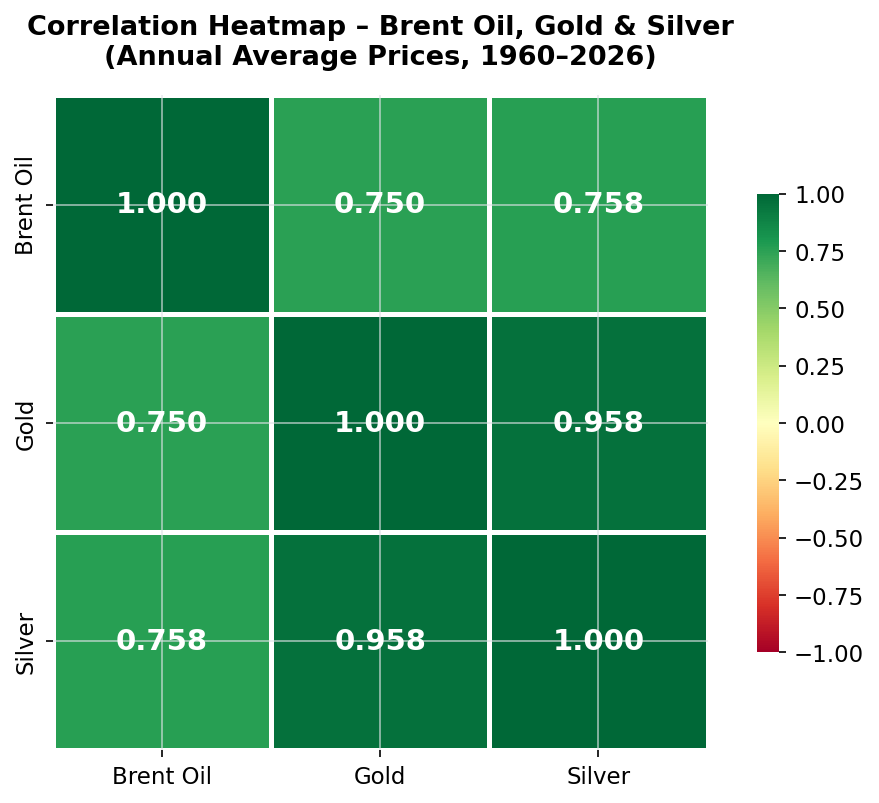 Correlation Heatmap – Brent Oil, Gold & Silver
(Annual Average Prices, 1960–2026)
Brent Oil
1.000
0.750
0.758
Gold
0.750
1.000
0.958
Silver
0.758
0.958
1.000
Brent Oil
Gold
Silver
1.00
0.75
0.50
0.25
0.00
−0.25
−0.50
−0.75
−1.00